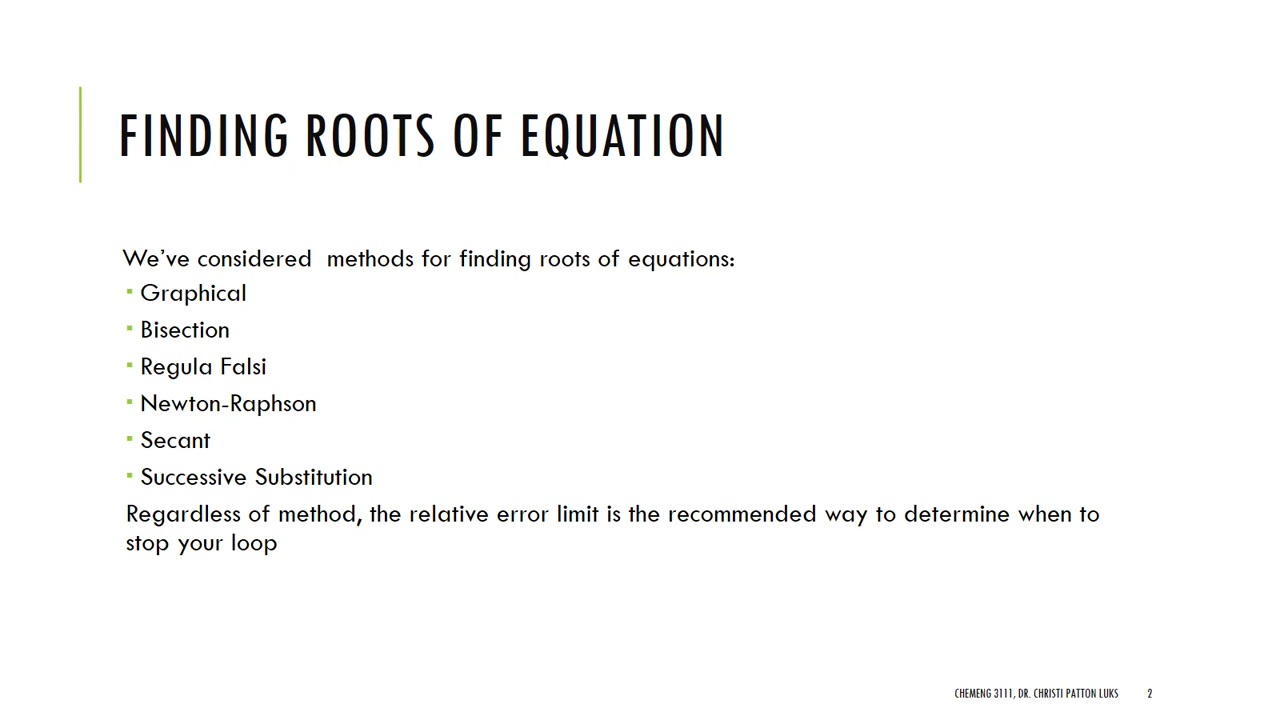 FINDING ROOTS OF EQUATION
We've considered  methods for finding roots of equations:
▪ Graphical
▪ Bisection
▪ Regula Falsi
▪ Newton-Raphson
▪ Secant
▪ Successive Substitution
Regardless of method, the relative error limit is the recommended way to determine when to
stop your loop
CHEMENG 3111, DR. CHRISTI PATTON LUKS 2